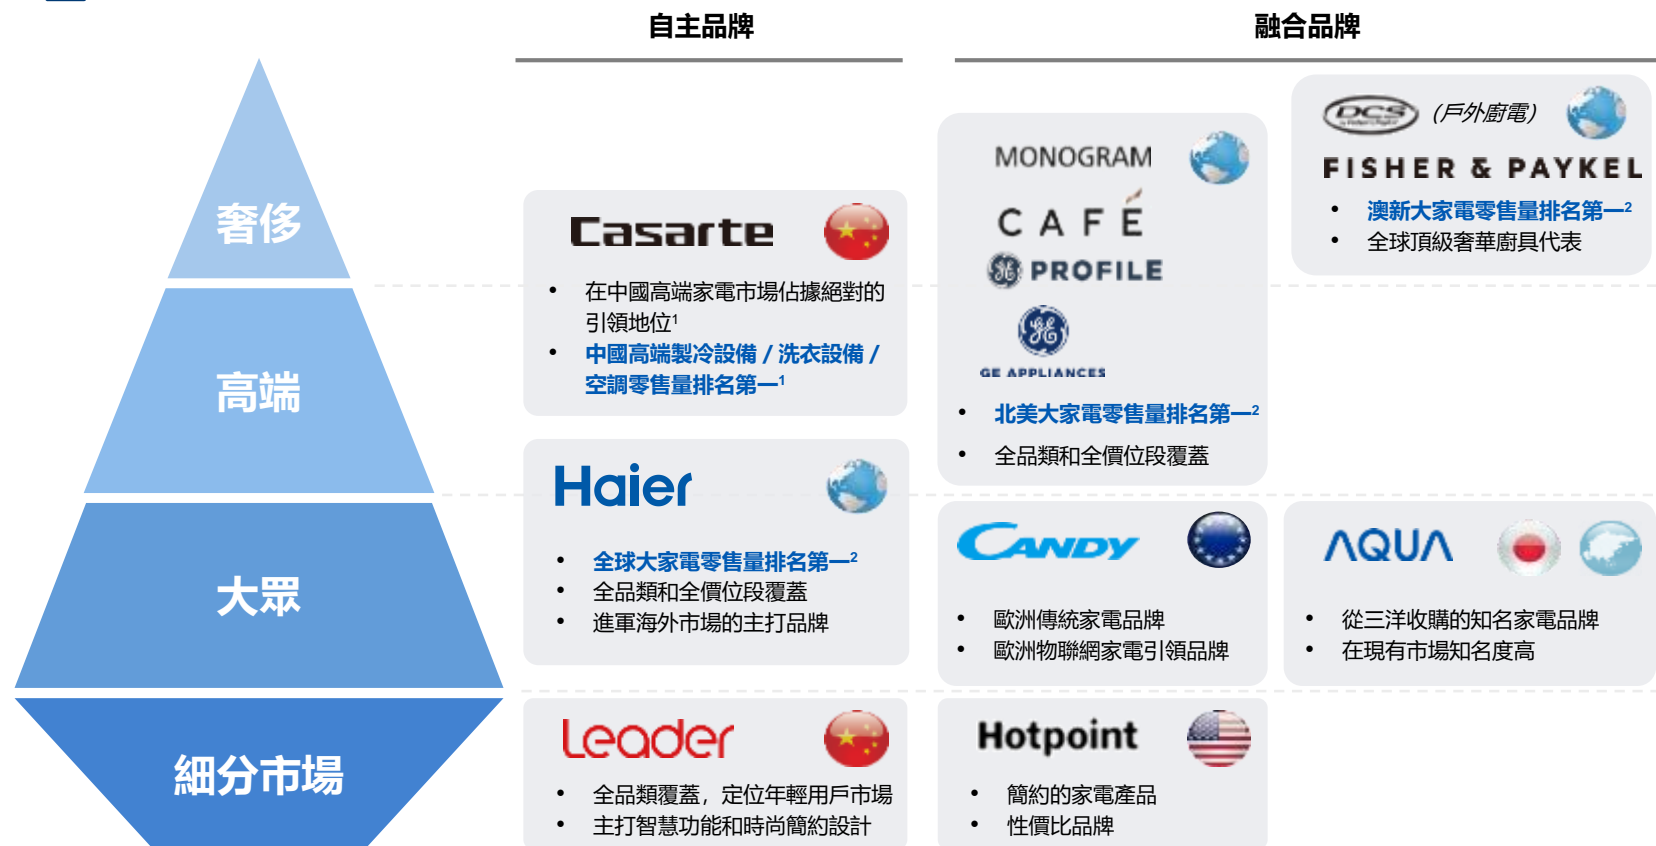 自主品牌
融合品牌
奢侈
高端
大眾
細分市場
Casarte
在中國高端家電市場佔據絕對的
引領地位1
中國高端製冷設備 / 洗衣設備 /
空調零售量排名第一1
Haier
全球大家電零售量排名第一2
全品類和全價位段覆蓋
進軍海外市場的主打品牌
Leader
全品類覆蓋，定位年輕用戶市場
主打智慧功能和時尚簡約設計
MONOGRAM
CAFÉ
GE PROFILE
GE
GE APPLIANCES
北美大家電零售量排名第一2
全品類和全價位段覆蓋
DCS (戶外廚電)
FISHER & PAYKEL
澳新大家電零售量排名第一2
全球頂級奢華廚具代表
CANDY
歐洲傳統家電品牌
歐洲物聯網家電引領品牌
AQUA
從三洋收購的知名家電品牌
在現有市場知名度高
Hotpoint
簡約的家電產品
性價比品牌